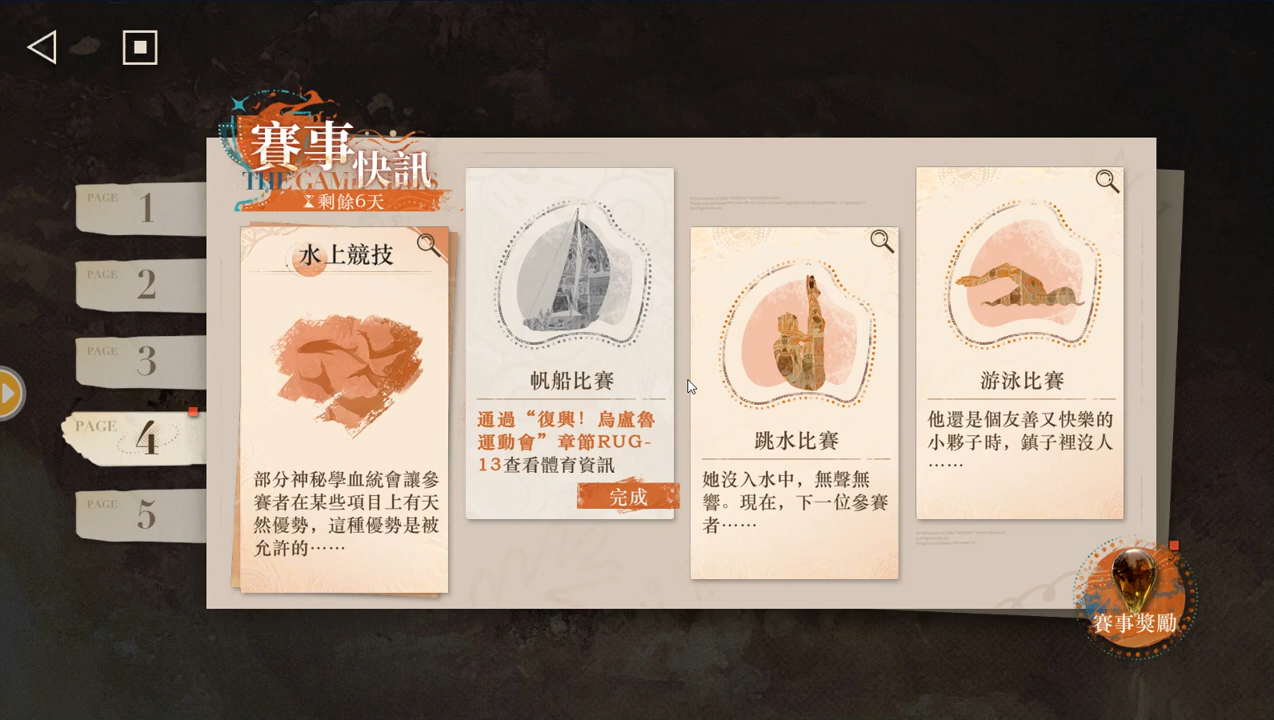 賽事
快訊
THE GAMES
剩餘6天
PAGE 1
PAGE 2
PAGE 3
PAGE 4
PAGE 5
水上競技
部分神秘學血統會讓參
賽者在某些項目上有天
然優勢，這種優勢是被
允許的……
帆船比賽
通過“復興！烏盧魯
運動會”章節RUG-
13查看體育資訊
完成
跳水比賽
她沒入水中，無聲無
響。現在，下一位參賽
者……
游泳比賽
他還是個友善又快樂的
小夥子時，鎮子裡沒人
……
賽事獎勵